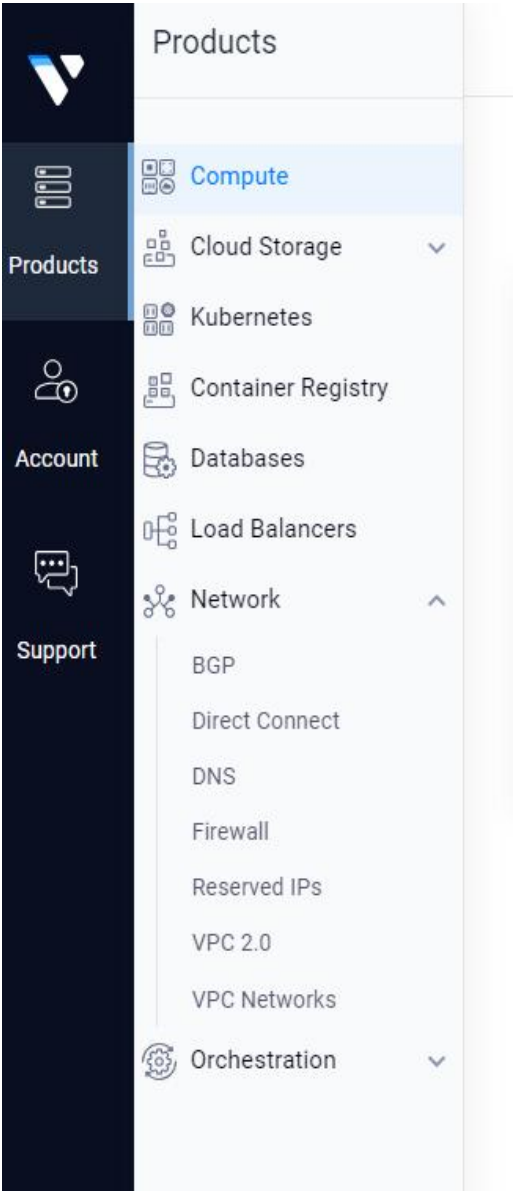 Products
Products
Account
Support
Compute
Cloud Storage
Kubernetes
Container Registry
Databases
Load Balancers
Network
BGP
Direct Connect
DNS
Firewall
Reserved IPs
VPC 2.0
VPC Networks
Orchestration